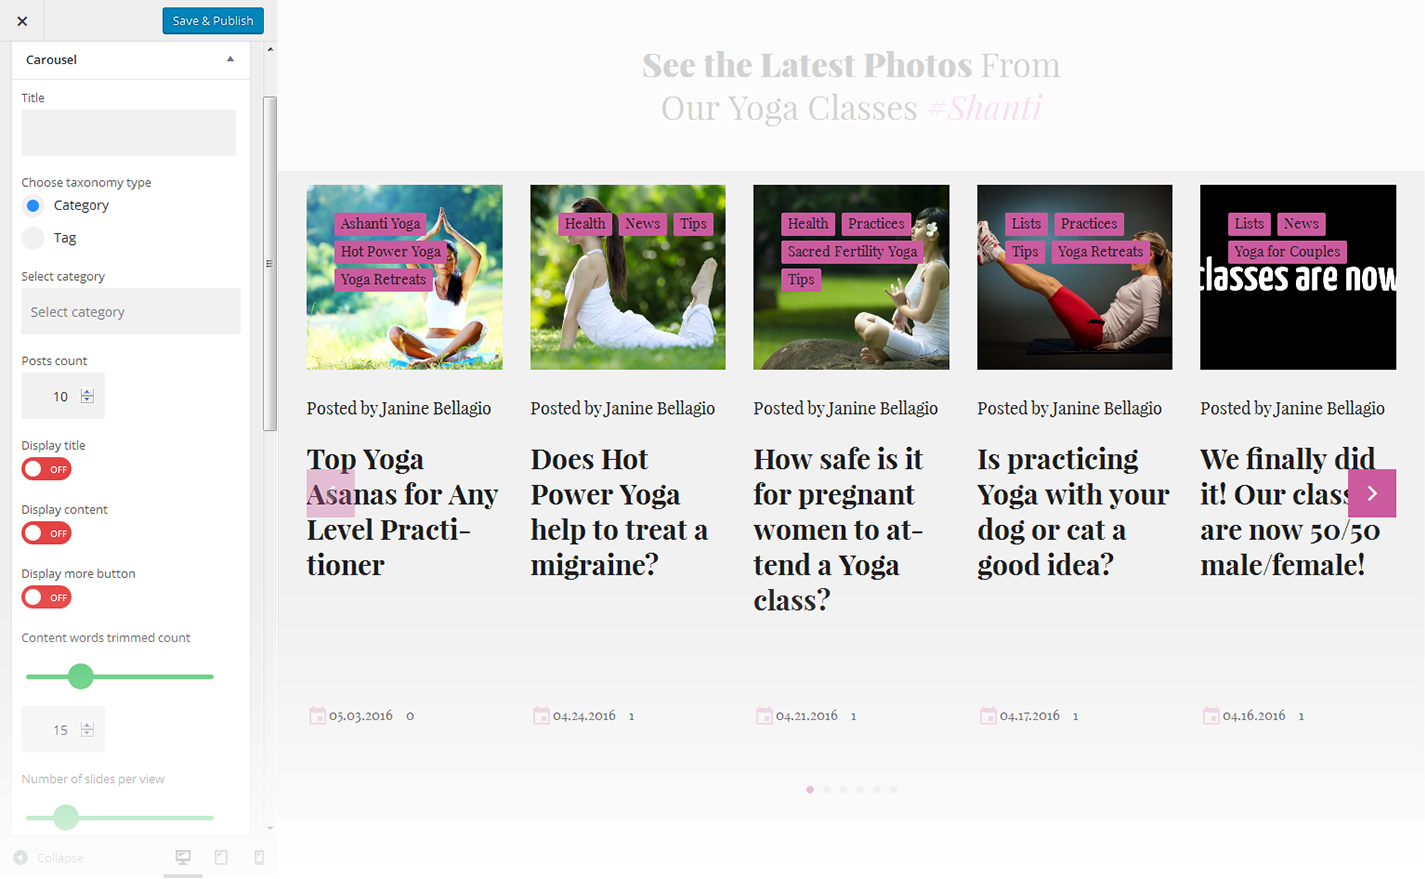 Save & Publish
Carousel
Title
Choose taxonomy type
Category
Tag
Select category
Select category
Posts count
10
Display title
OFF
Display content
OFF
Display more button
OFF
Content words trimmed count
15
Number of slides per view
Collapse
See the Latest Photos From
Our Yoga Classes #Shanti
Ashanti Yoga
Hot Power Yoga
Yoga Retreats
Posted by Janine Bellagio
Top Yoga
Asanas for Any
Level Practi-
tioner
05.03.2016 0
Health News Tips
Posted by Janine Bellagio
Does Hot
Power Yoga
help to treat a
migraine?
04.24.2016 1
Health Practices
Sacred Fertility Yoga
Tips
Posted by Janine Bellagio
How safe is it
for pregnant
women to at-
tend a Yoga
class?
04.21.2016 1
Lists Practices
Tips Yoga Retreats
Posted by Janine Bellagio
Is practicing
Yoga with your
dog or cat a
good idea?
04.17.2016 1
Lists News
Yoga for Couples
classes are now
Posted by Janine Bellagio
We finally did
it! Our class
are now 50/50
male/female!
04.16.2016 1